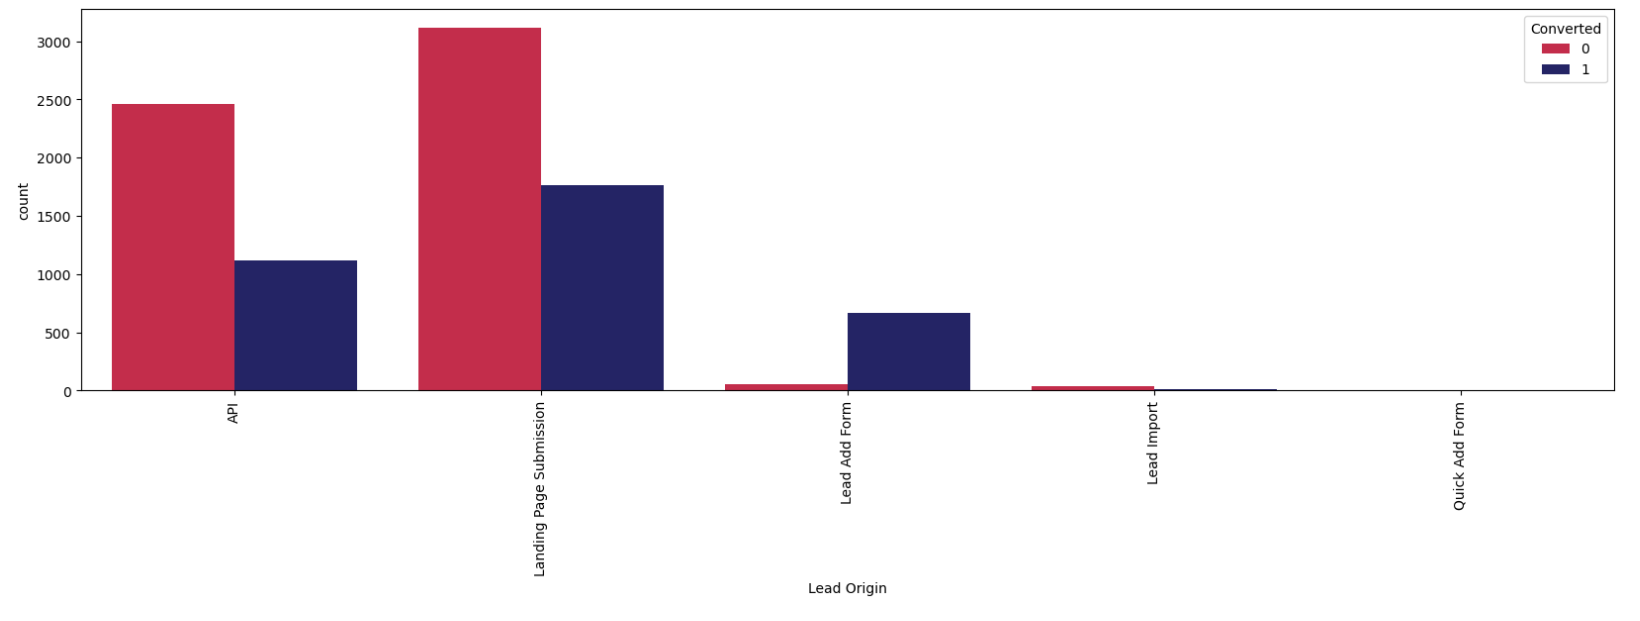 3000
2500
2000
1500
1000
500
0
count
Converted
0
1
API
Landing Page Submission
Lead Add Form
Lead Import
Quick Add Form
Lead Origin